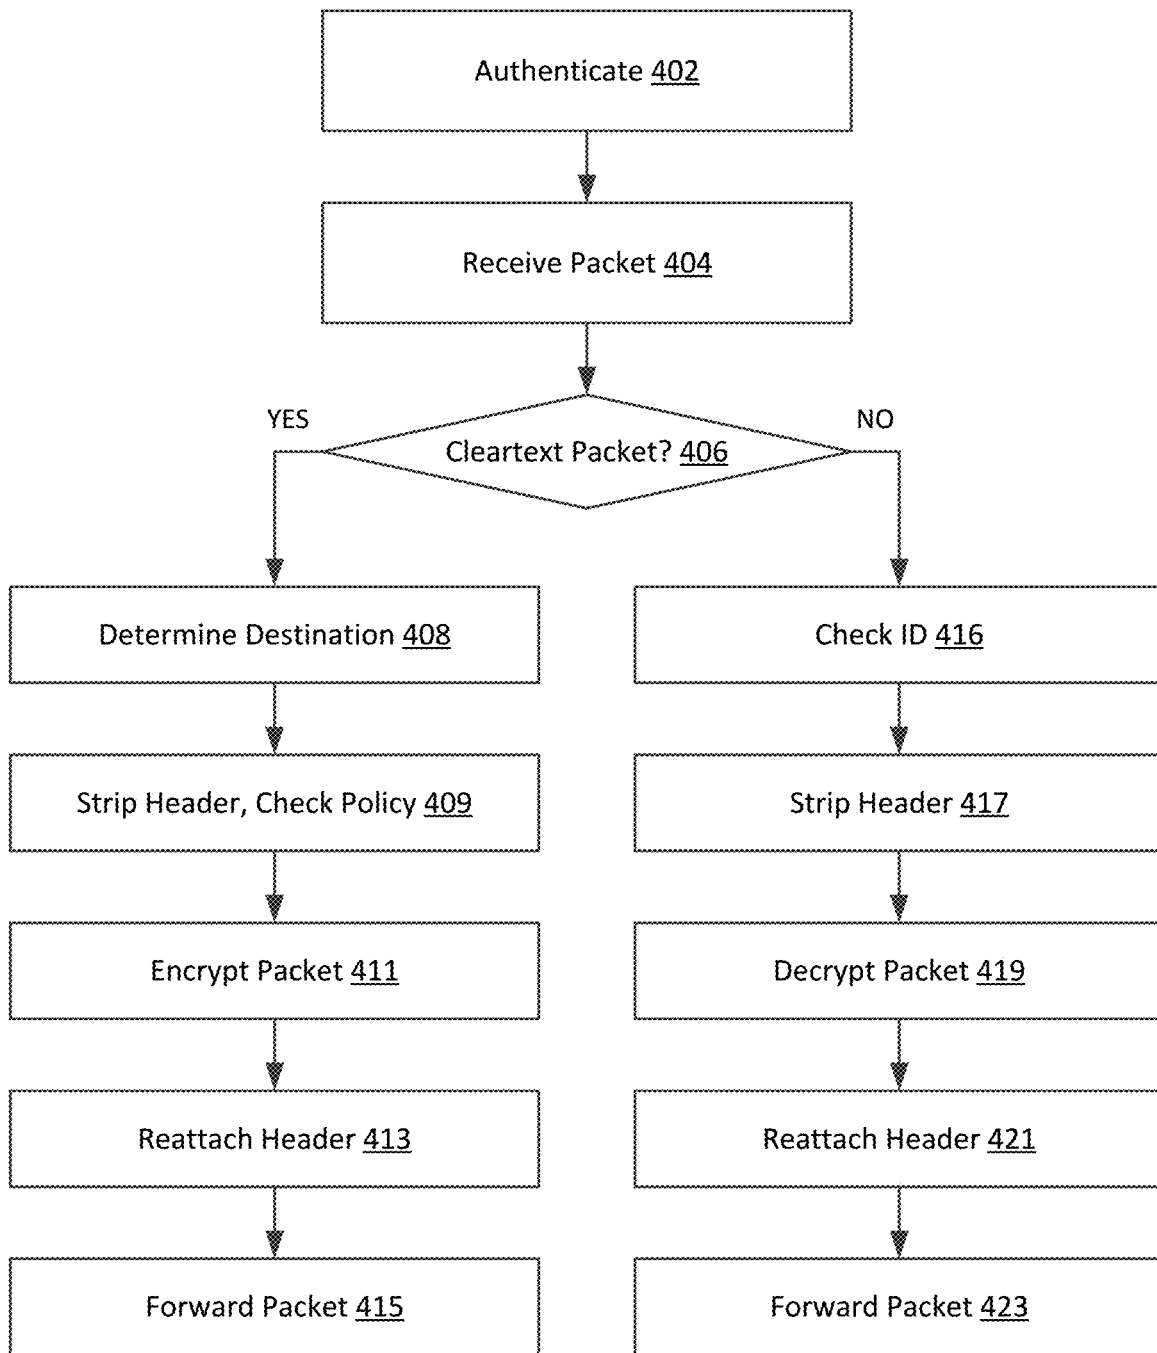 Authenticate 402
Receive Packet 404
YES
NO
Cleartext Packet? 406
Determine Destination 408
Check ID 416
Strip Header, Check Policy 409
Strip Header 417
Encrypt Packet 411
Decrypt Packet 419
Reattach Header 413
Reattach Header 421
Forward Packet 415
Forward Packet 423